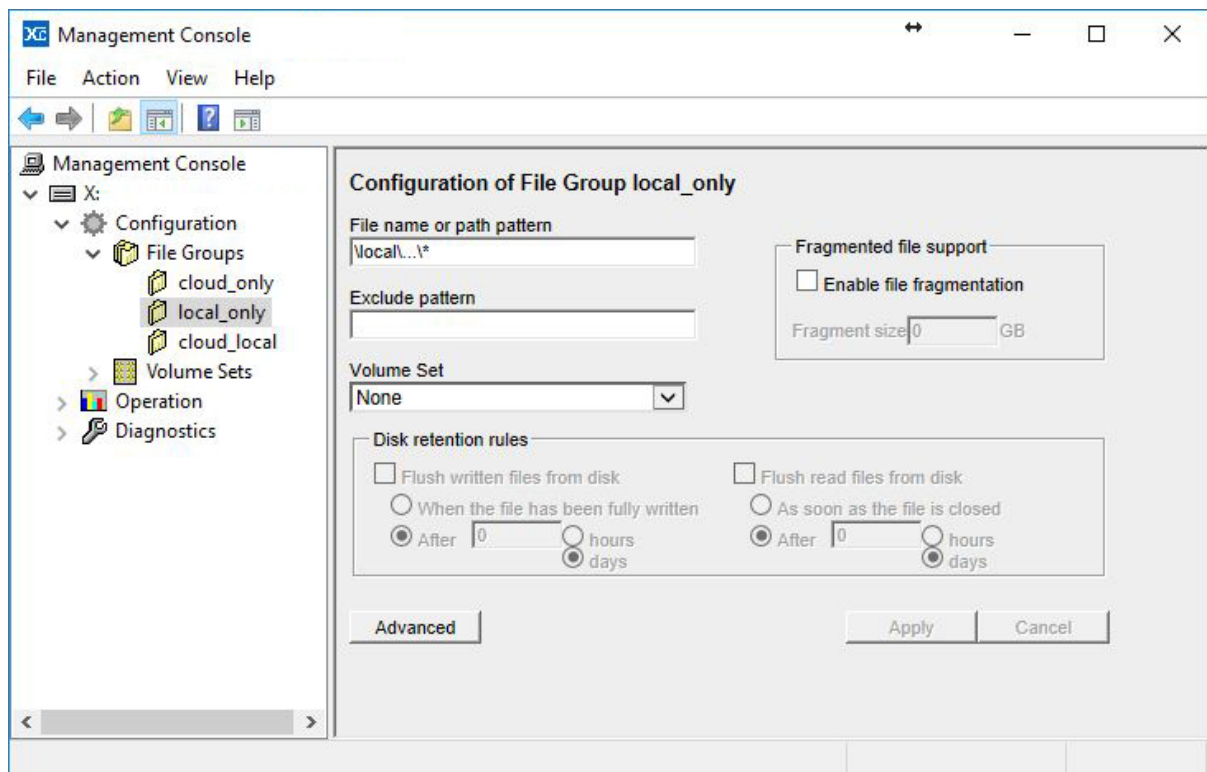 XC Management Console
File Action View Help
?
Management Console
X:
Configuration
File Groups
cloud_only
local_only
cloud_local
Volume Sets
Operation
Diagnostics
Configuration of File Group local_only
File name or path pattern
\local\...\*
Exclude pattern
Volume Set
None
Fragmented file support
Enable file fragmentation
Fragment size 0 GB
Disk retention rules
Flush written files from disk
When the file has been fully written
After 0 hours
days
Flush read files from disk
As soon as the file is closed
After 0 hours
days
Advanced
Apply Cancel